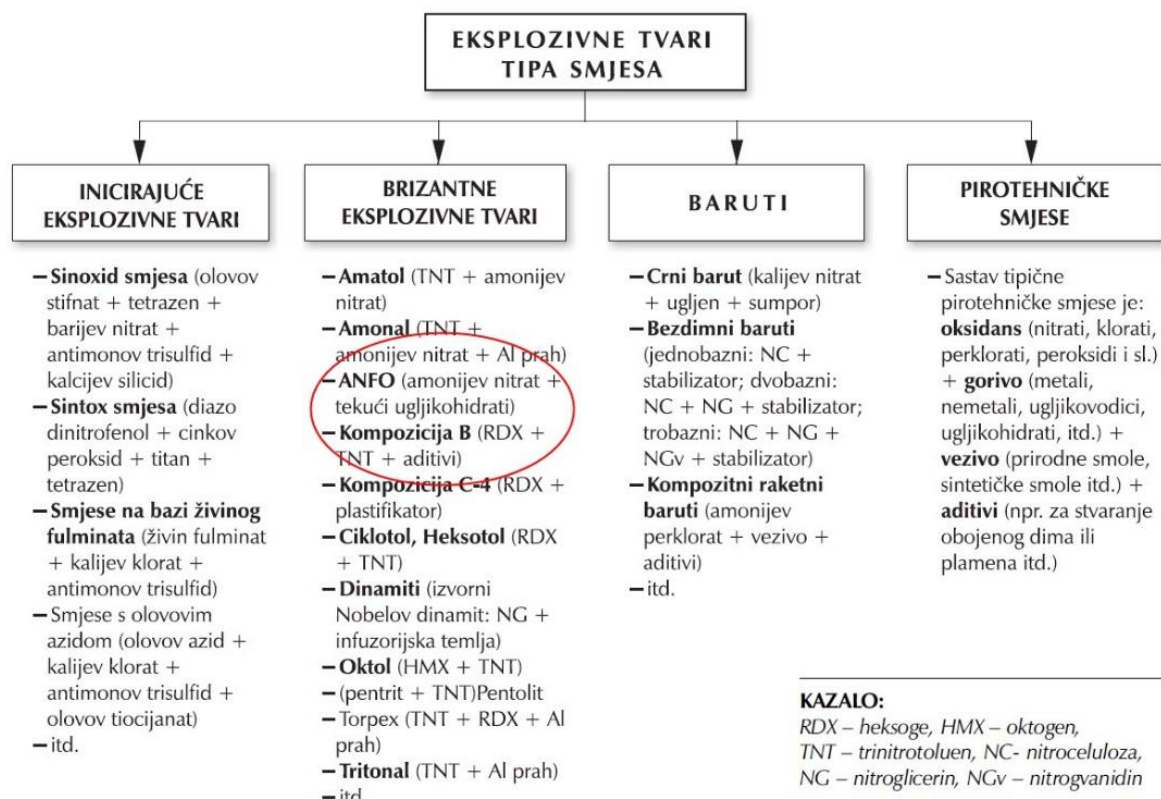 EKSPLOZIVNE TVARI
TIPA SMJESA
INICIRAJUĆE
EKSPLOZIVNE TVARI
– Sinoxid smjesa (olovov
stifnat + tetrazen +
barijev nitrat +
antimonov trisulfid +
kalcijev silicid)
– Sintox smjesa (diazo
dinitrofenol + cinkov
peroksid + titan +
tetrazen)
– Smjese na bazi živinog
fulminata (živin fulminat
+ kalijev klorat +
antimonov trisulfid)
– Smjese s olovovim
azidom (olovov azid +
kalijev klorat +
antimonov trisulfid +
olovov tiocijanat)
– itd.
BRIZANTNE
EKSPLOZIVNE TVARI
– Amatol (TNT + amonijev
nitrat)
– Amonal (TNT +
amonijev nitrat + Al prah)
– ANFO (amonijev nitrat +
tekući ugljikohidrati)
– Kompozicija B (RDX +
TNT + aditivi)
– Kompozicija C-4 (RDX +
plastifikator)
– Ciklotol, Heksotol (RDX
+ TNT)
– Dinamiti (izvorni
Nobelov dinamit: NG +
infuzorijska temlja)
– Oktol (HMX + TNT)
– (pentrit + TNT)Pentolit
– Torpex (TNT + RDX + Al
prah)
– Tritonal (TNT + Al prah)
– itd
BARUTI
– Crni barut (kalijev nitrat
+ ugljen + sumpor)
– Bezdimni baruti
(jednobazni: NC +
stabilizator; dvobazni:
NC + NG + stabilizator;
trobazni: NC + NG +
NGv + stabilizator)
– Kompozitni raketni
baruti (amonijev
perklorat + vezivo +
aditivi)
– itd.
PIROTEHNIČKE
SMJESE
– Sastav tipične
pirotehničke smjese je:
oksidans (nitrati, klorati,
perklorati, peroksidi i sl.)
+ gorivo (metali,
nemetali, ugljikovodici,
ugljikohidrati, itd.) +
vezivo (prirodne smole,
sintetičke smole itd.) +
aditivi (npr. za stvaranje
obojenog dima ili
plamena itd.)
KAZALO:
RDX – heksoge, HMX – oktogen,
TNT – trinitrotoluen, NC- nitroceluloza,
NG – nitroglicerin, NGv – nitrogvanidin